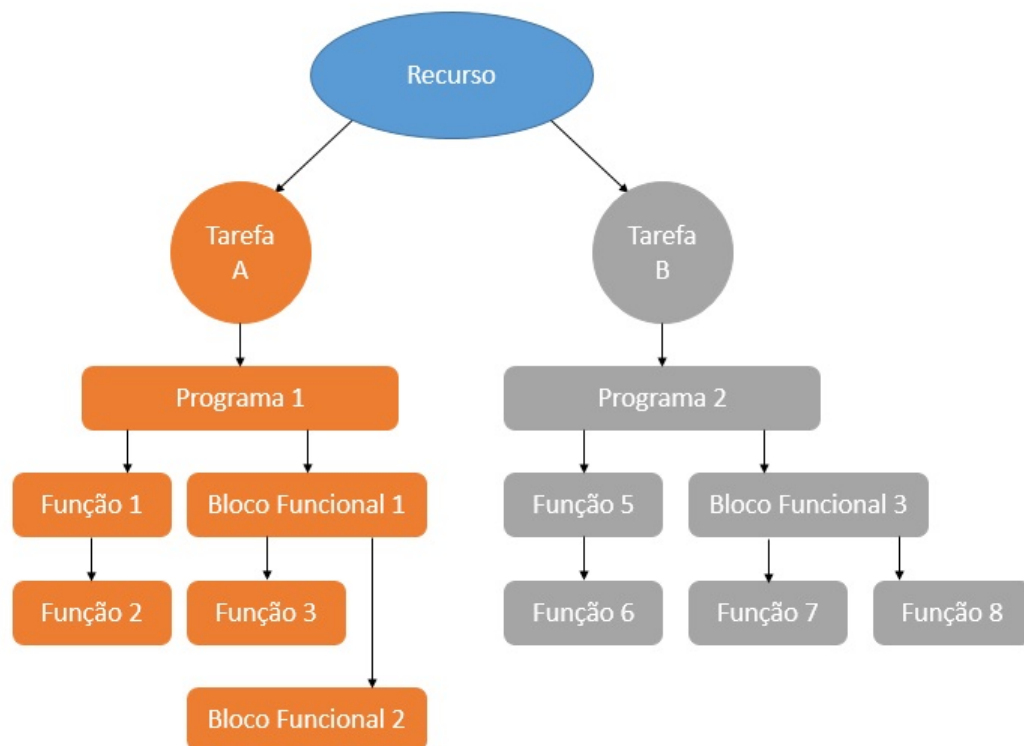 Recurso
Tarefa
A
Tarefa
B
Programa 1
Programa 2
Função 1
Bloco Funcional 1
Função 5
Bloco Funcional 3
Função 2
Função 3
Função 6
Função 7
Função 8
Bloco Funcional 2